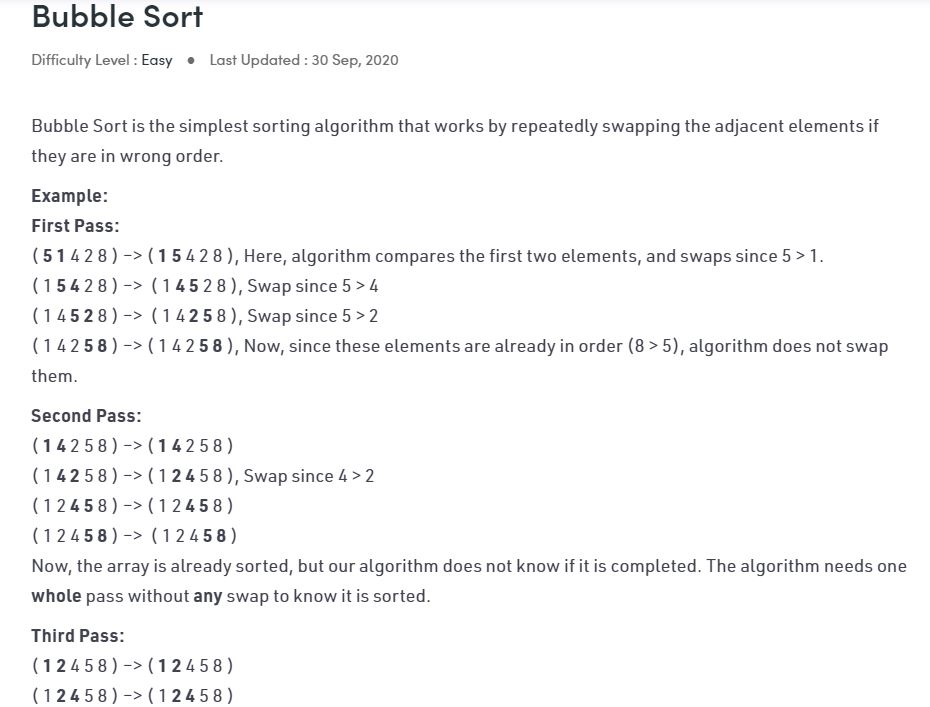 Bubble Sort
Difficulty Level : Easy ● Last Updated : 30 Sep, 2020
Bubble Sort is the simplest sorting algorithm that works by repeatedly swapping the adjacent elements if
they are in wrong order.
Example:
First Pass:
( 5 1 4 2 8 ) –> ( 1 5 4 2 8 ), Here, algorithm compares the first two elements, and swaps since 5 > 1.
( 1 5 4 2 8 ) –> ( 1 4 5 2 8 ), Swap since 5 > 4
( 1 4 5 2 8 ) –> ( 1 4 2 5 8 ), Swap since 5 > 2
( 1 4 2 5 8 ) –> ( 1 4 2 5 8 ), Now, since these elements are already in order (8 > 5), algorithm does not swap
them.
Second Pass:
( 1 4 2 5 8 ) –> ( 1 4 2 5 8 )
( 1 4 2 5 8 ) –> ( 1 2 4 5 8 ), Swap since 4 > 2
( 1 2 4 5 8 ) –> ( 1 2 4 5 8 )
( 1 2 4 5 8 ) –> ( 1 2 4 5 8 )
Now, the array is already sorted, but our algorithm does not know if it is completed. The algorithm needs one
whole pass without any swap to know it is sorted.
Third Pass:
( 1 2 4 5 8 ) –> ( 1 2 4 5 8 )
( 1 2 4 5 8 ) –> ( 1 2 4 5 8 )